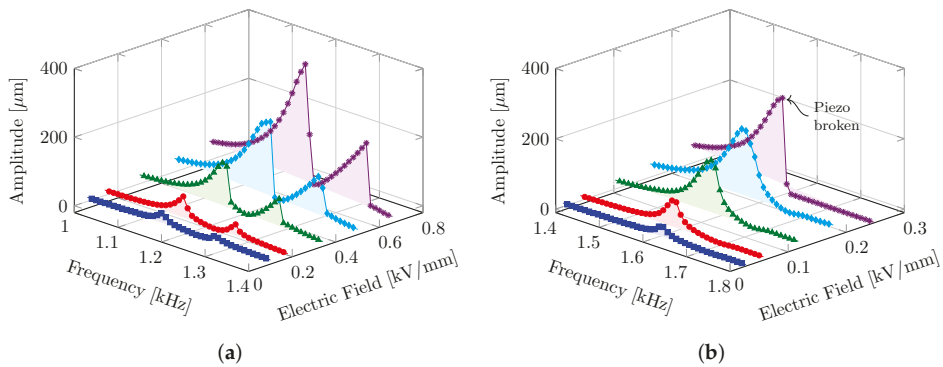 400
200
0
Amplitude [μm]
1
1.1
1.2
1.3
1.4
Frequency [kHz]
0
0.2
0.4
0.6
0.8
Electric Field [kV/mm]
(a)
400
200
0
Amplitude [μm]
1.4
1.5
1.6
1.7
1.8
Frequency [kHz]
0
0.1
0.2
0.3
Electric Field [kV/mm]
Piezo
broken
(b)